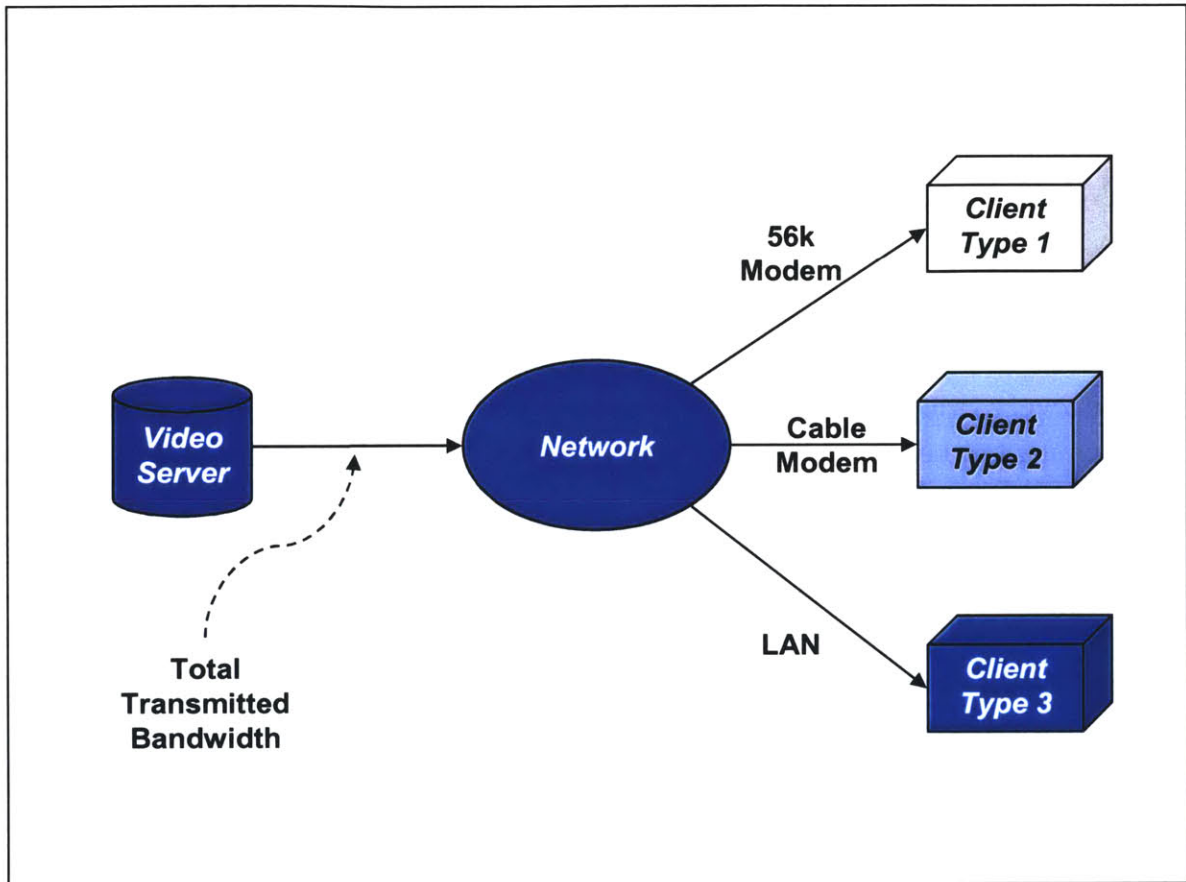 Video
Server
Total
Transmitted
Bandwidth
Network
56k
Modem
Cable
Modem
LAN
Client
Type 1
Client
Type 2
Client
Type 3